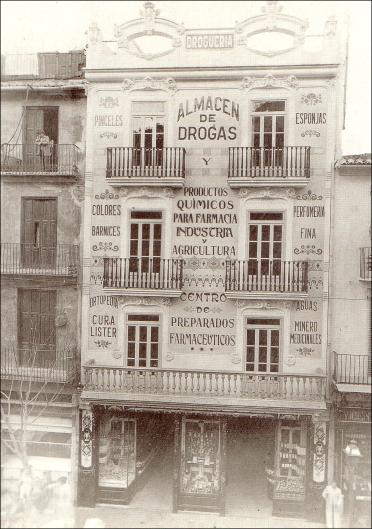 DROGUERIA
ALMACEN
DE
DROGAS
Y
PRODUCTOS
QUIMICOS
PARA FARMACIA
INDUSTRIA
Y
AGRICULTURA
CENTRO
DE
PREPARADOS
FARMACEUTICOS
PINCELES
COLORES
BARNICES
ORTOPEDIA
CURA
LISTER
ESPONJAS
PERFUMERIA
FINA
AGUAS
MINERO
MEDICINALES